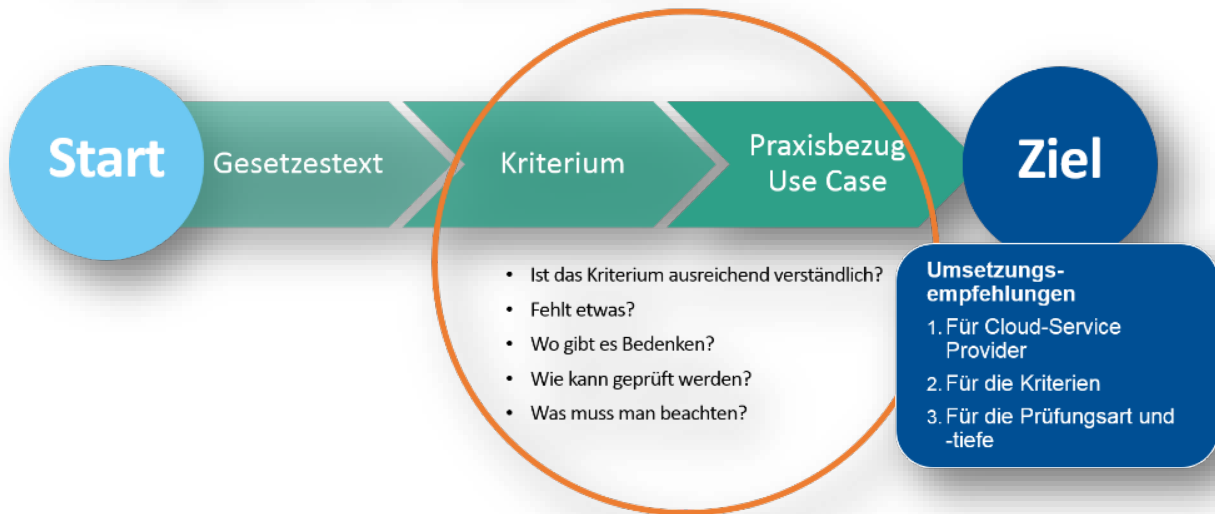 Start
Gesetzestext
Kriterium
Praxisbezug
Use Case
Ziel
• Ist das Kriterium ausreichend verständlich?
• Fehlt etwas?
• Wo gibt es Bedenken?
• Wie kann geprüft werden?
• Was muss man beachten?
Umsetzungs-
empfehlungen
1. Für Cloud-Service
Provider
2. Für die Kriterien
3. Für die Prüfungsart und
-tiefe